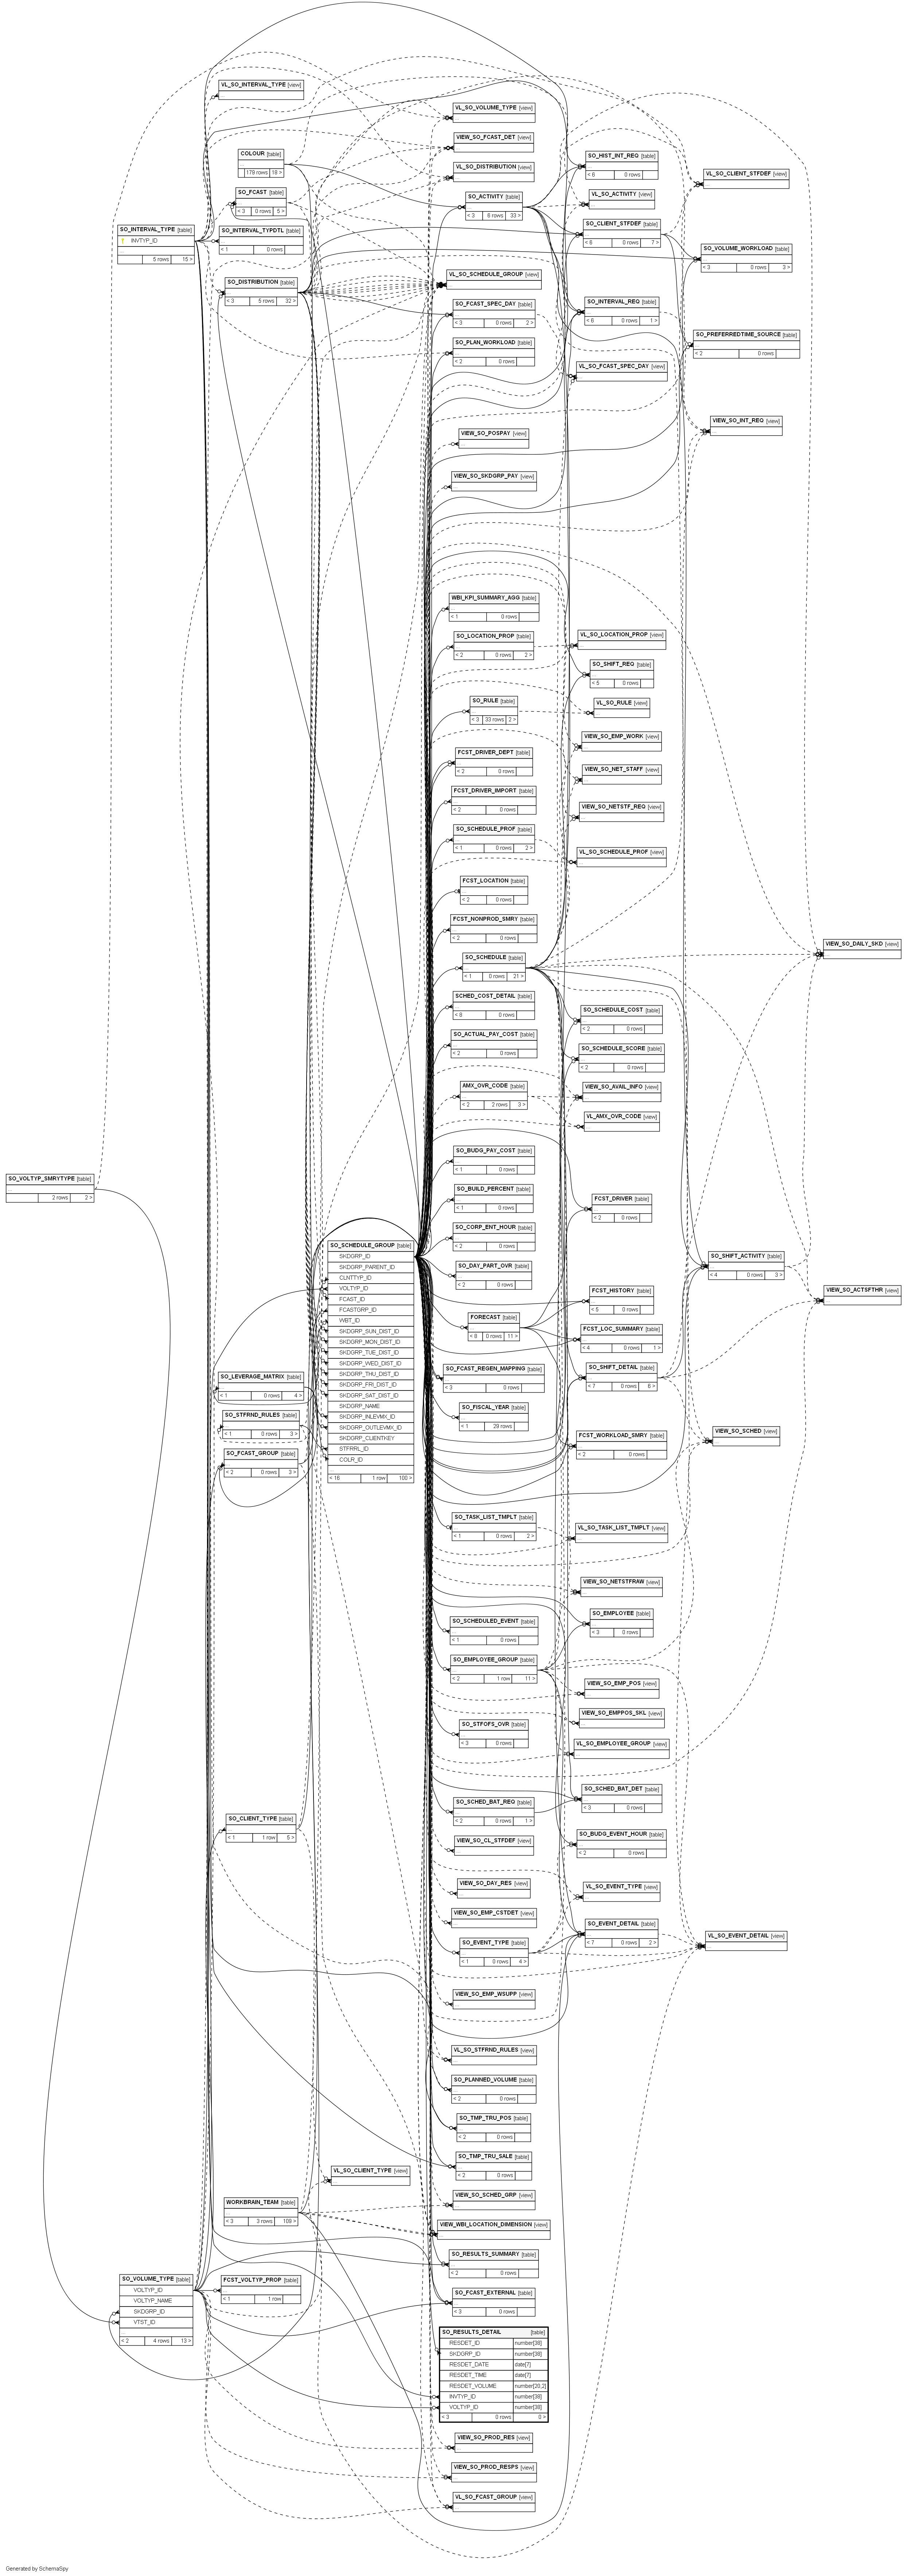 VL_SO_INTERVAL_TYPE [view]
VL_SO_VOLUME_TYPE [view]
VIEW_SO_FCAST_DET [view]
COLOUR [table]
178 rows 18 >
SO_HIST_INT_REQ [table]
< 6 0 rows
VL_SO_DISTRIBUTION [view]
VL_SO_CLIENT_STFDEF [view]
SO_FCAST [table]
< 3 0 rows 5 >
SO_ACTIVITY [table]
< 3 6 rows 33 >
VL_SO_ACTIVITY [view]
SO_INTERVAL_TYPE [table]
INVTYP_ID
5 rows 15 >
SO_INTERVAL_TYPDTL [table]
< 1 0 rows
SO_CLIENT_STFDEF [table]
< 8 0 rows 7 >
SO_VOLUME_WORKLOAD [table]
< 3 0 rows 3 >
SO_DISTRIBUTION [table]
< 3 5 rows 32 >
VL_SO_SCHEDULE_GROUP [view]
SO_FCAST_SPEC_DAY [table]
< 3 0 rows 2 >
SO_INTERVAL_REQ [table]
< 6 0 rows 1 >
SO_PLAN_WORKLOAD [table]
< 2 0 rows
SO_PREFERREDTIME_SOURCE [table]
< 2 0 rows
VL_SO_FCAST_SPEC_DAY [view]
VIEW_SO_INT_REQ [view]
VIEW_SO_POSPAY [view]
VIEW_SO_SKDGRP_PAY [view]
WBI_KPI_SUMMARY_AGG [table]
< 1 0 rows
SO_LOCATION_PROP [table]
< 2 0 rows 2 >
VL_SO_LOCATION_PROP [view]
SO_SHIFT_REQ [table]
< 5 0 rows
SO_RULE [table]
< 3 33 rows 2 >
VL_SO_RULE [view]
VIEW_SO_EMP_WORK [view]
FCST_DRIVER_DEPT [table]
< 2 0 rows
VIEW_SO_NET_STAFF [view]
FCST_DRIVER_IMPORT [table]
< 2 0 rows
VIEW_SO_NETSTF_REQ [view]
SO_SCHEDULE_PROF [table]
< 1 0 rows 2 >
VL_SO_SCHEDULE_PROF [view]
FCST_LOCATION [table]
< 2 0 rows
FCST_NONPROD_SMRY [table]
< 2 0 rows
VIEW_SO_DAILY_SKD [view]
SO_SCHEDULE [table]
< 1 0 rows 21 >
SCHED_COST_DETAIL [table]
< 8 0 rows
SO_SCHEDULE_COST [table]
< 2 0 rows
SO_ACTUAL_PAY_COST [table]
< 2 0 rows
SO_SCHEDULE_SCORE [table]
< 2 0 rows
AMX_OVR_CODE [table]
< 2 2 rows 3 >
VIEW_SO_AVAIL_INFO [view]
VL_AMX_OVR_CODE [view]
SO_BUDG_PAY_COST [table]
< 1 0 rows
SO_VOLTYP_SMRYTYPE [table]
2 rows 2 >
SO_BUILD_PERCENT [table]
< 1 0 rows
FCST_DRIVER [table]
< 2 0 rows
SO_CORP_ENT_HOUR [table]
< 2 0 rows
SO_SCHEDULE_GROUP [table]
SKDGRP_ID
SKDGRP_PARENT_ID
CLNTTYP_ID
VOLTYP_ID
FCAST_ID
FCASTGRP_ID
WBT_ID
SKDGRP_SUN_DIST_ID
SKDGRP_MON_DIST_ID
SKDGRP_TUE_DIST_ID
SKDGRP_WED_DIST_ID
SKDGRP_THU_DIST_ID
SKDGRP_FRI_DIST_ID
SKDGRP_SAT_DIST_ID
SKDGRP_NAME
SKDGRP_INLEVMX_ID
SKDGRP_OUTLEVMX_ID
SKDGRP_CLIENTKEY
STFRRL_ID
COLR_ID
< 16 1 row 100 >
SO_SHIFT_ACTIVITY [table]
< 4 0 rows 3 >
SO_DAY_PART_OVR [table]
< 2 0 rows
VIEW_SO_ACTSFTHR [view]
FCST_HISTORY [table]
< 5 0 rows
FORECAST [table]
< 8 0 rows 11 >
FCST_LOC_SUMMARY [table]
< 4 0 rows 1 >
SO_FCAST_REGEN_MAPPING [table]
< 3 0 rows
SO_SHIFT_DETAIL [table]
< 7 0 rows 8 >
SO_LEVERAGE_MATRIX [table]
< 1 0 rows 4 >
SO_FISCAL_YEAR [table]
< 1 28 rows
SO_STFRND_RULES [table]
< 1 0 rows 3 >
VIEW_SO_SCHED [view]
FCST_WORKLOAD_SMRY [table]
< 2 0 rows
SO_FCAST_GROUP [table]
< 2 0 rows 3 >
SO_TASK_LIST_TMPLT [table]
< 1 0 rows 2 >
VL_SO_TASK_LIST_TMPLT [view]
VIEW_SO_NETSTFRAW [view]
SO_SCHEDULED_EVENT [table]
< 1 0 rows
SO_EMPLOYEE [table]
< 3 0 rows
SO_EMPLOYEE_GROUP [table]
< 2 1 row 11 >
VIEW_SO_EMP_POS [view]
VIEW_SO_EMPPOS_SKL [view]
SO_STFOFS_OVR [table]
< 3 0 rows
VL_SO_EMPLOYEE_GROUP [view]
SO_SCHED_BAT_DET [table]
< 3 0 rows
SO_SCHED_BAT_REQ [table]
< 2 0 rows 1 >
SO_CLIENT_TYPE [table]
< 1 1 row 5 >
SO_BUDG_EVENT_HOUR [table]
< 2 0 rows
VIEW_SO_CL_STFDEF [view]
VIEW_SO_DAY_RES [view]
VL_SO_EVENT_TYPE [view]
VIEW_SO_EMP_CSTDET [view]
SO_EVENT_DETAIL [table]
< 7 0 rows 2 >
VL_SO_EVENT_DETAIL [view]
SO_EVENT_TYPE [table]
< 1 0 rows 4 >
VIEW_SO_EMP_WSUPP [view]
VL_SO_STFRND_RULES [view]
SO_PLANNED_VOLUME [table]
< 2 0 rows
SO_TMP_TRU_POS [table]
< 2 0 rows
SO_TMP_TRU_SALE [table]
< 2 0 rows
VL_SO_CLIENT_TYPE [view]
VIEW_SO_SCHED_GRP [view]
WORKBRAIN_TEAM [table]
< 3 3 rows 108 >
VIEW_WBI_LOCATION_DIMENSION [view]
SO_RESULTS_SUMMARY [table]
< 2 0 rows
SO_VOLUME_TYPE [table]
VOLTYP_ID
VOLTYP_NAME
SKDGRP_ID
VTST_ID
< 2 4 rows 13 >
FCST_VOLTYP_PROP [table]
< 1 1 row
SO_FCAST_EXTERNAL [table]
< 3 0 rows
SO_RESULTS_DETAIL [table]
RESDET_ID number[38]
SKDGRP_ID number[38]
RESDET_DATE date[7]
RESDET_TIME date[7]
RESDET_VOLUME number[20,2]
INVTYP_ID number[38]
VOLTYP_ID number[38]
< 3 0 rows 0 >
VIEW_SO_PROD_RES [view]
VIEW_SO_PROD_RESPS [view]
VL_SO_FCAST_GROUP [view]
Generated by SchemaSpy